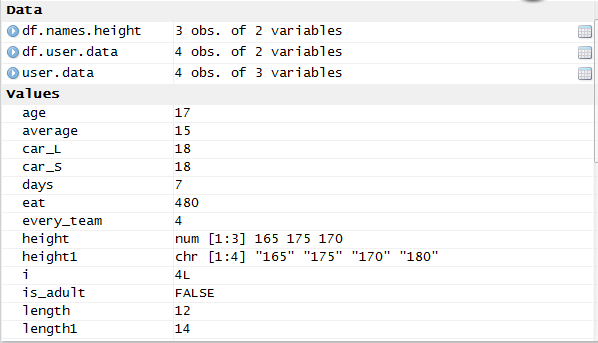 Data
df.names.height 3 obs. of 2 variables
df.user.data 4 obs. of 2 variables
user.data 4 obs. of 3 variables
Values
age 17
average 15
car_L 18
car_S 18
days 7
eat 480
every_team 4
height num [1:3] 165 175 170
height1 chr [1:4] "165" "175" "170" "180"
i 4L
is_adult FALSE
length 12
length1 14